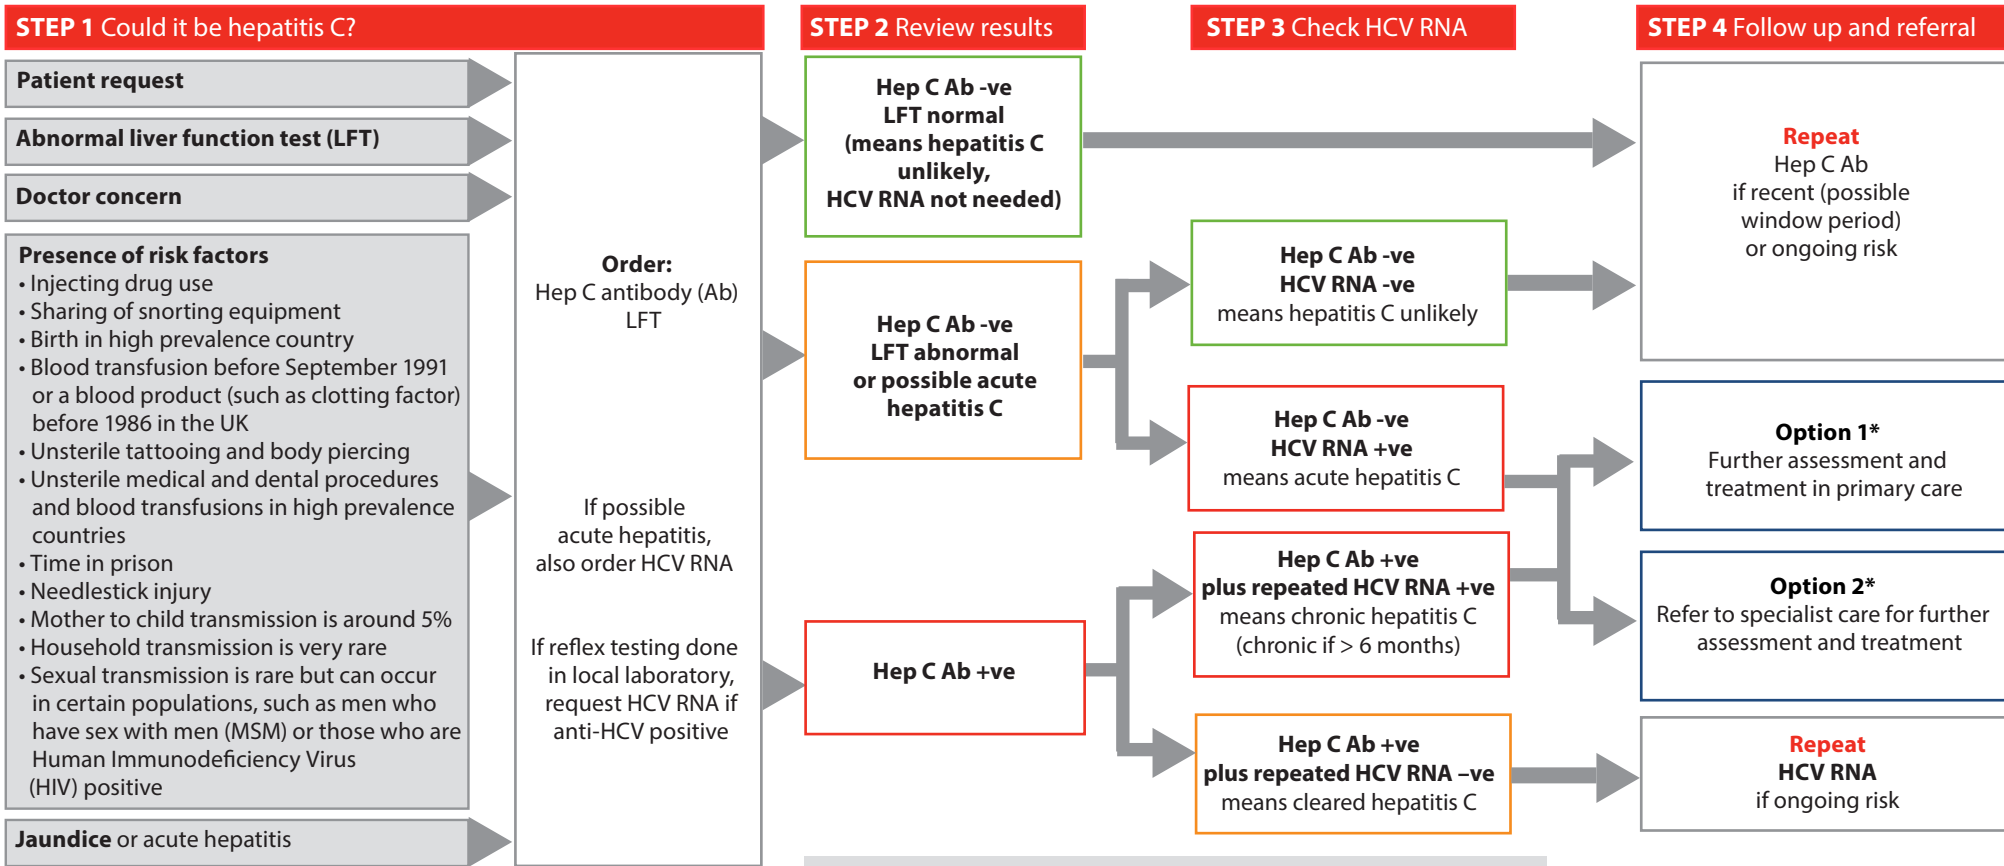 STEP 1 Could it be hepatitis C?
Patient request
Abnormal liver function test (LFT)
Doctor concern
Presence of risk factors
• Injecting drug use
• Sharing of snorting equipment
• Birth in high prevalence country
• Blood transfusion before September 1991
or a blood product (such as clotting factor)
before 1986 in the UK
• Unsterile tattooing and body piercing
• Unsterile medical and dental procedures
and blood transfusions in high prevalence
countries
• Time in prison
• Needlestick injury
• Mother to child transmission is around 5%
• Household transmission is very rare
• Sexual transmission is rare but can occur
in certain populations, such as men who
have sex with men (MSM) or those who are
Human Immunodeficiency Virus
(HIV) positive
Jaundice or acute hepatitis
Order:
Hep C antibody (Ab)
LFT
If possible
acute hepatitis,
also order HCV RNA
If reflex testing done
in local laboratory,
request HCV RNA if
anti-HCV positive
STEP 2 Review results
Hep C Ab -ve
LFT normal
(means hepatitis C
unlikely,
HCV RNA not needed)
Hep C Ab -ve
LFT abnormal
or possible acute
hepatitis C
Hep C Ab +ve
STEP 3 Check HCV RNA
Hep C Ab -ve
HCV RNA -ve
means hepatitis C unlikely
Hep C Ab -ve
HCV RNA +ve
means acute hepatitis C
Hep C Ab +ve
plus repeated HCV RNA +ve
means chronic hepatitis C
(chronic if > 6 months)
Hep C Ab +ve
plus repeated HCV RNA –ve
means cleared hepatitis C
STEP 4 Follow up and referral
Repeat
Hep C Ab
if recent (possible
window period)
or ongoing risk
Option 1*
Further assessment and
treatment in primary care
Option 2*
Refer to specialist care for further
assessment and treatment
Repeat
HCV RNA
if ongoing risk